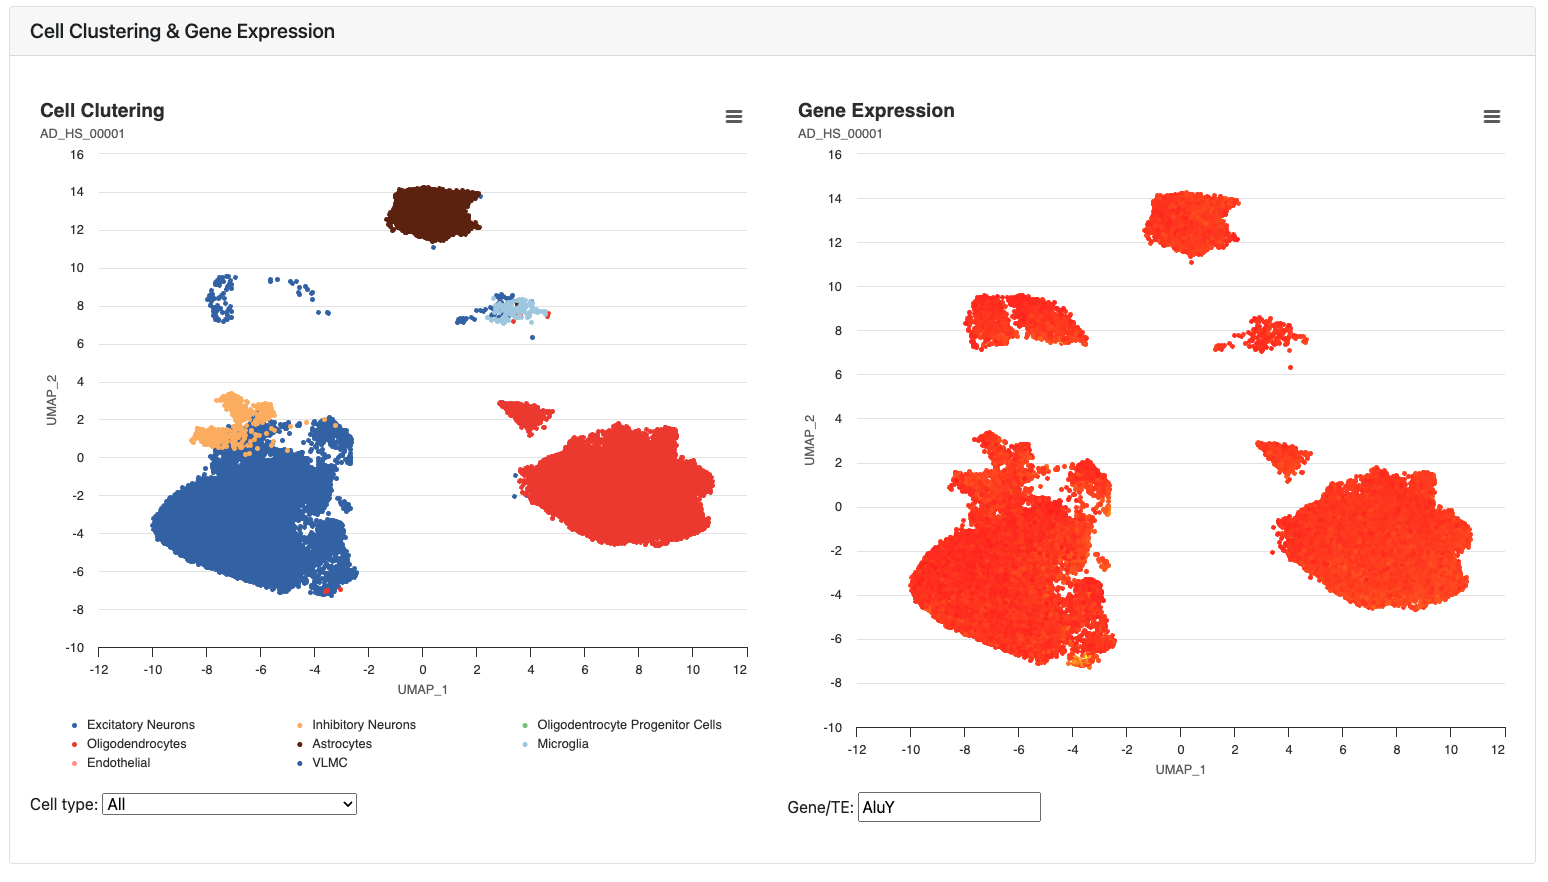 Cell Clustering & Gene Expression
Cell Clutering
AD_HS_00001
16
14
12
10
8
6
4
2
0
-2
-4
-6
-8
-10
UMAP_2
-12 -10 -8 -6 -4 -2 0 2 4 6 8 10 12
UMAP_1
Excitatory Neurons Inhibitory Neurons Oligodentrocyte Progenitor Cells
Oligodendrocytes Astrocytes Microglia
Endothelial VLMC
Cell type: All
Gene Expression
AD_HS_00001
16
14
12
10
8
6
4
2
0
-2
-4
-6
-8
-10
UMAP_2
-12 -10 -8 -6 -4 -2 0 2 4 6 8 10 12
UMAP_1
Gene/TE: AluY